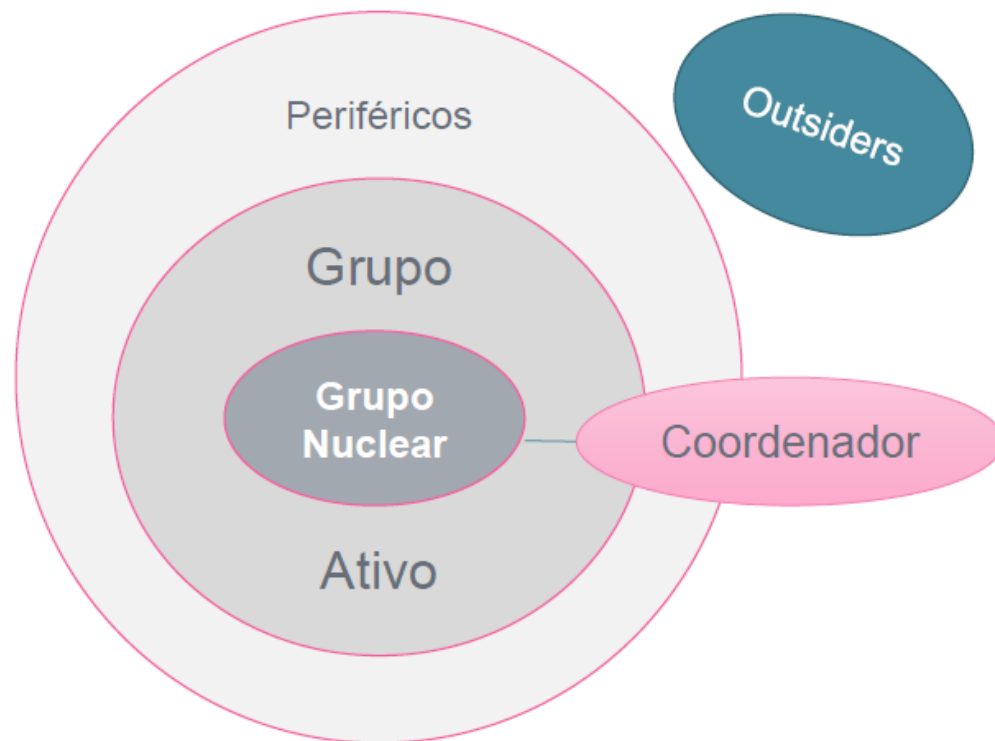 Periféricos
Outsiders
Grupo
Grupo
Nuclear
Coordenador
Ativo